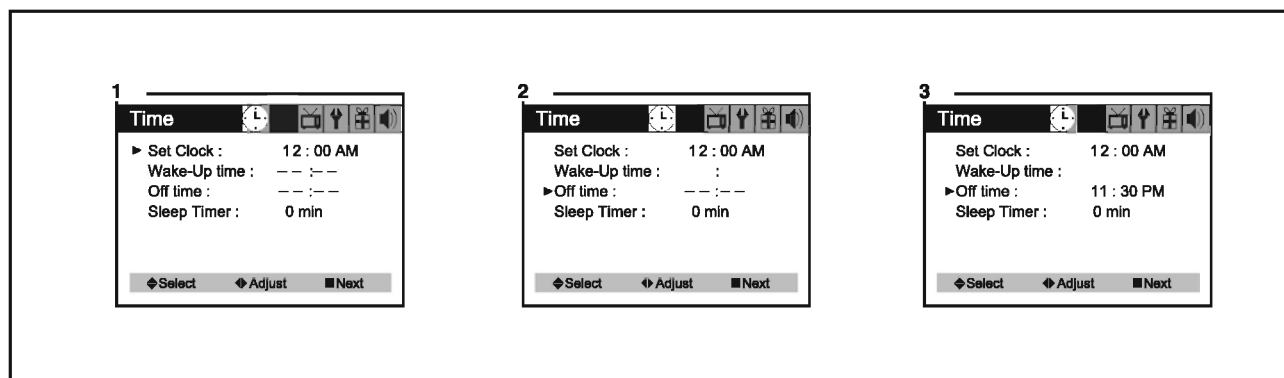 1
Time
► Set Clock : 12 : 00 AM
Wake-Up time : – – : – –
Off time : – – : – –
Sleep Timer : 0 min
Select Adjust Next
2
Time
Set Clock : 12 : 00 AM
Wake-Up time : :
►Off time : – – : – –
Sleep Timer : 0 min
Select Adjust Next
3
Time
Set Clock : 12 : 00 AM
Wake-Up time :
►Off time : 11 : 30 PM
Sleep Timer : 0 min
Select Adjust Next